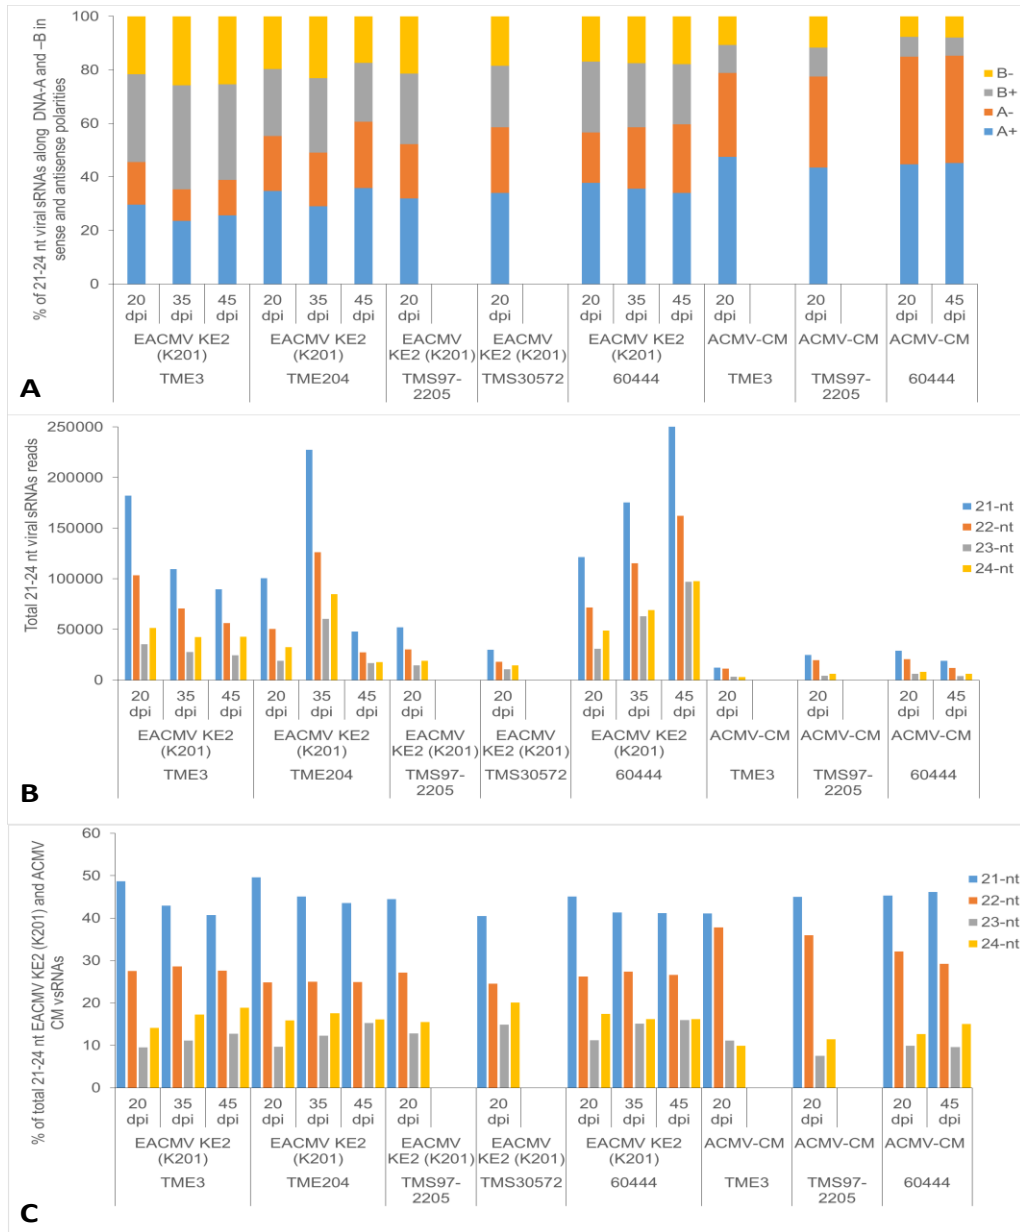 % of 21-24 nt viral sRNAs along DNA-A and –B in
sense and antisense polarities
100
80
60
40
20
0
B-
B+
A-
A+
20 35 45 20 35 45 20 20 20 35 45 20 20 20 45
dpi dpi dpi dpi dpi dpi dpi dpi dpi dpi dpi dpi dpi dpi dpi
EACMV KE2 EACMV KE2 EACMV EACMV EACMV KE2 ACMV-CM ACMV-CM ACMV-CM
(K201) (K201) KE2 (K201) KE2 (K201) (K201)
TME3 TME204 TMS97- TMS30572 60444 TME3 TMS97- 60444
2205 2205
A
Total 21-24 nt viral sRNAs reads
250000
200000
150000
100000
50000
0
21-nt
22-nt
23-nt
24-nt
20 35 45 20 35 45 20 20 20 35 45 20 20 20 45
dpi dpi dpi dpi dpi dpi dpi dpi dpi dpi dpi dpi dpi dpi dpi
EACMV KE2 EACMV KE2 EACMV EACMV EACMV KE2 ACMV-CM ACMV-CM ACMV-CM
(K201) (K201) KE2 (K201) KE2 (K201) (K201)
TME3 TME204 TMS97- TMS30572 60444 TME3 TMS97- 60444
2205 2205
B
% of total 21-24 nt EACMV KE2 (K201) and ACMV
CM vsRNAs
60
50
40
30
20
10
0
21-nt
22-nt
23-nt
24-nt
20 35 45 20 35 45 20 20 20 35 45 20 20 20 45
dpi dpi dpi dpi dpi dpi dpi dpi dpi dpi dpi dpi dpi dpi dpi
EACMV KE2 EACMV KE2 EACMV EACMV EACMV KE2 ACMV-CM ACMV-CM ACMV-CM
(K201) (K201) KE2 (K201) KE2 (K201) (K201)
TME3 TME204 TMS97- TMS30572 60444 TME3 TMS97- 60444
2205 2205
C